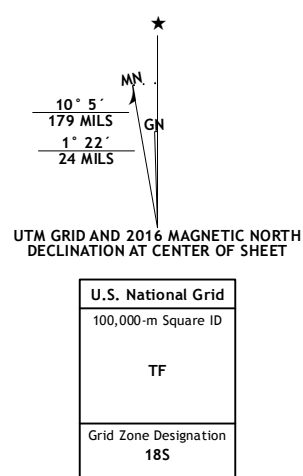 ★
MN
GN
10° 5´
179 MILS
1° 22´
24 MILS
UTM GRID AND 2016 MAGNETIC NORTH
DECLINATION AT CENTER OF SHEET
U.S. National Grid
100,000-m Square ID
TF
Grid Zone Designation
18S